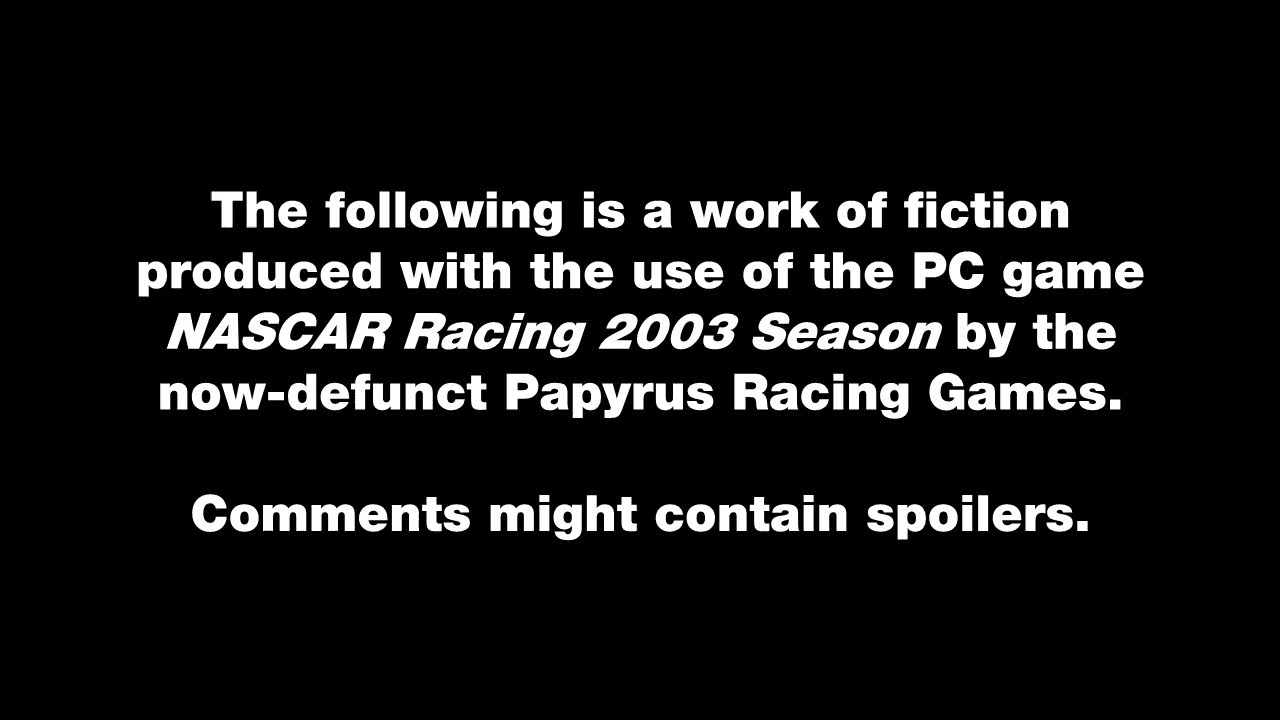 The following is a work of fiction
produced with the use of the PC game
NASCAR Racing 2003 Season by the
now-defunct Papyrus Racing Games.
Comments might contain spoilers.